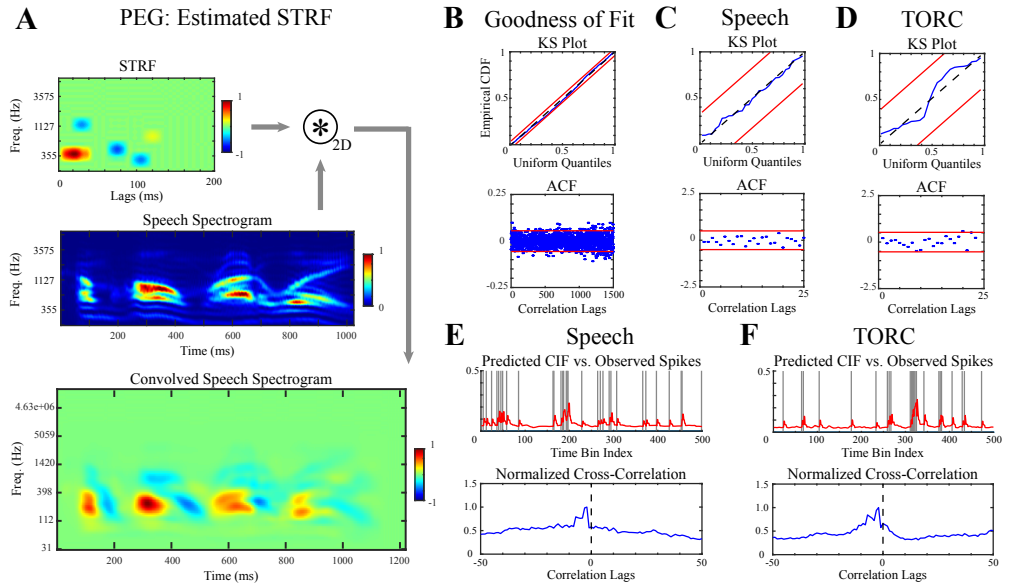 A
PEG: Estimated STRF
STRF
Freq. (Hz)
3575
1127
355
0
100
200
Lags (ms)
1
-1
*
2D
Speech Spectrogram
3575
1127
355
200
400
600
800
1000
Time (ms)
1
0
Convolved Speech Spectrogram
Freq. (Hz)
4.63e+06
5059
1420
398
112
31
200
400
600
800
1000
1200
Time (ms)
1
-1
B
Goodness of Fit
KS Plot
Empirical CDF
1
0.5
0.5
1
Uniform Quantiles
ACF
0.25
0
-0.25
0
500
1000
1500
Correlation Lags
C
Speech
KS Plot
1
0.5
0
0.5
1
Uniform Quantiles
ACF
2.5
0
-2.5
0
25
Correlation Lags
D
TORC
KS Plot
1
0.5
0
0.5
1
Uniform Quantiles
ACF
2.5
0
-2.5
0
25
Correlation Lags
E
Speech
Predicted CIF vs. Observed Spikes
0.5
0
0
100
200
300
400
500
Time Bin Index
Normalized Cross-Correlation
1.5
1.0
0.5
0
-50
0
50
Correlation Lags
F
TORC
Predicted CIF vs. Observed Spikes
0.5
0
0
100
200
300
400
500
Time Bin Index
Normalized Cross-Correlation
1.5
1.0
0.5
0
-50
0
50
Correlation Lags